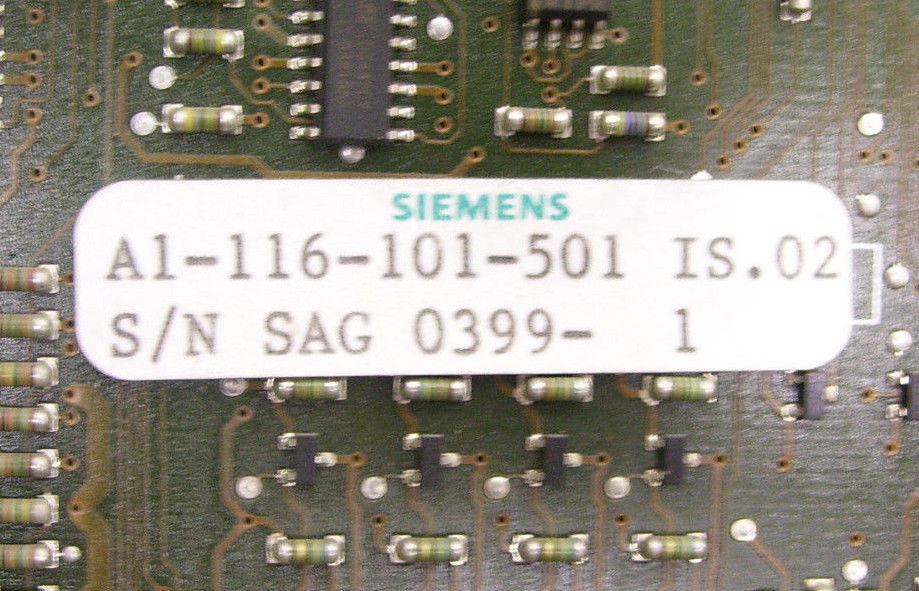 SIEMENS
A1-116-101-501 IS.02
S/N SAG 0399- 1